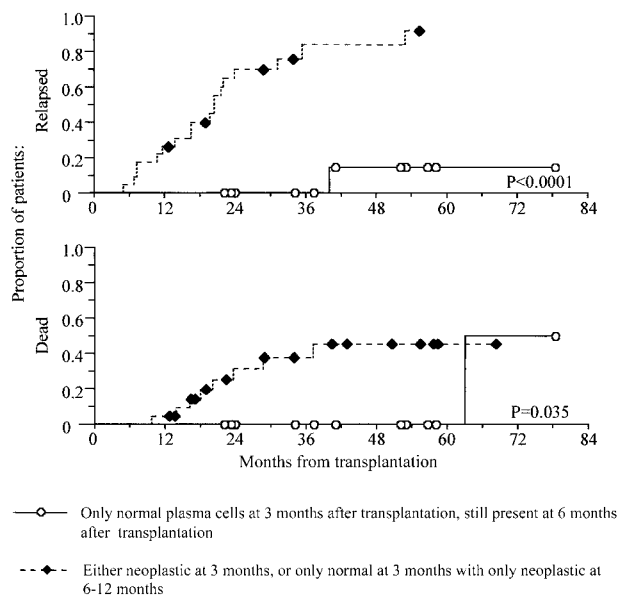 Proportion of patients:
Relapsed
1.0
0.8
0.6
0.4
0.2
0
P<0.0001
0 12 24 36 48 60 72 84
Dead
1.0
0.8
0.6
0.4
0.2
0
P=0.035
0 12 24 36 48 60 72 84
Months from transplantation
Only normal plasma cells at 3 months after transplantation, still present at 6 months
after transplantation
Either neoplastic at 3 months, or only normal at 3 months with only neoplastic at
6-12 months